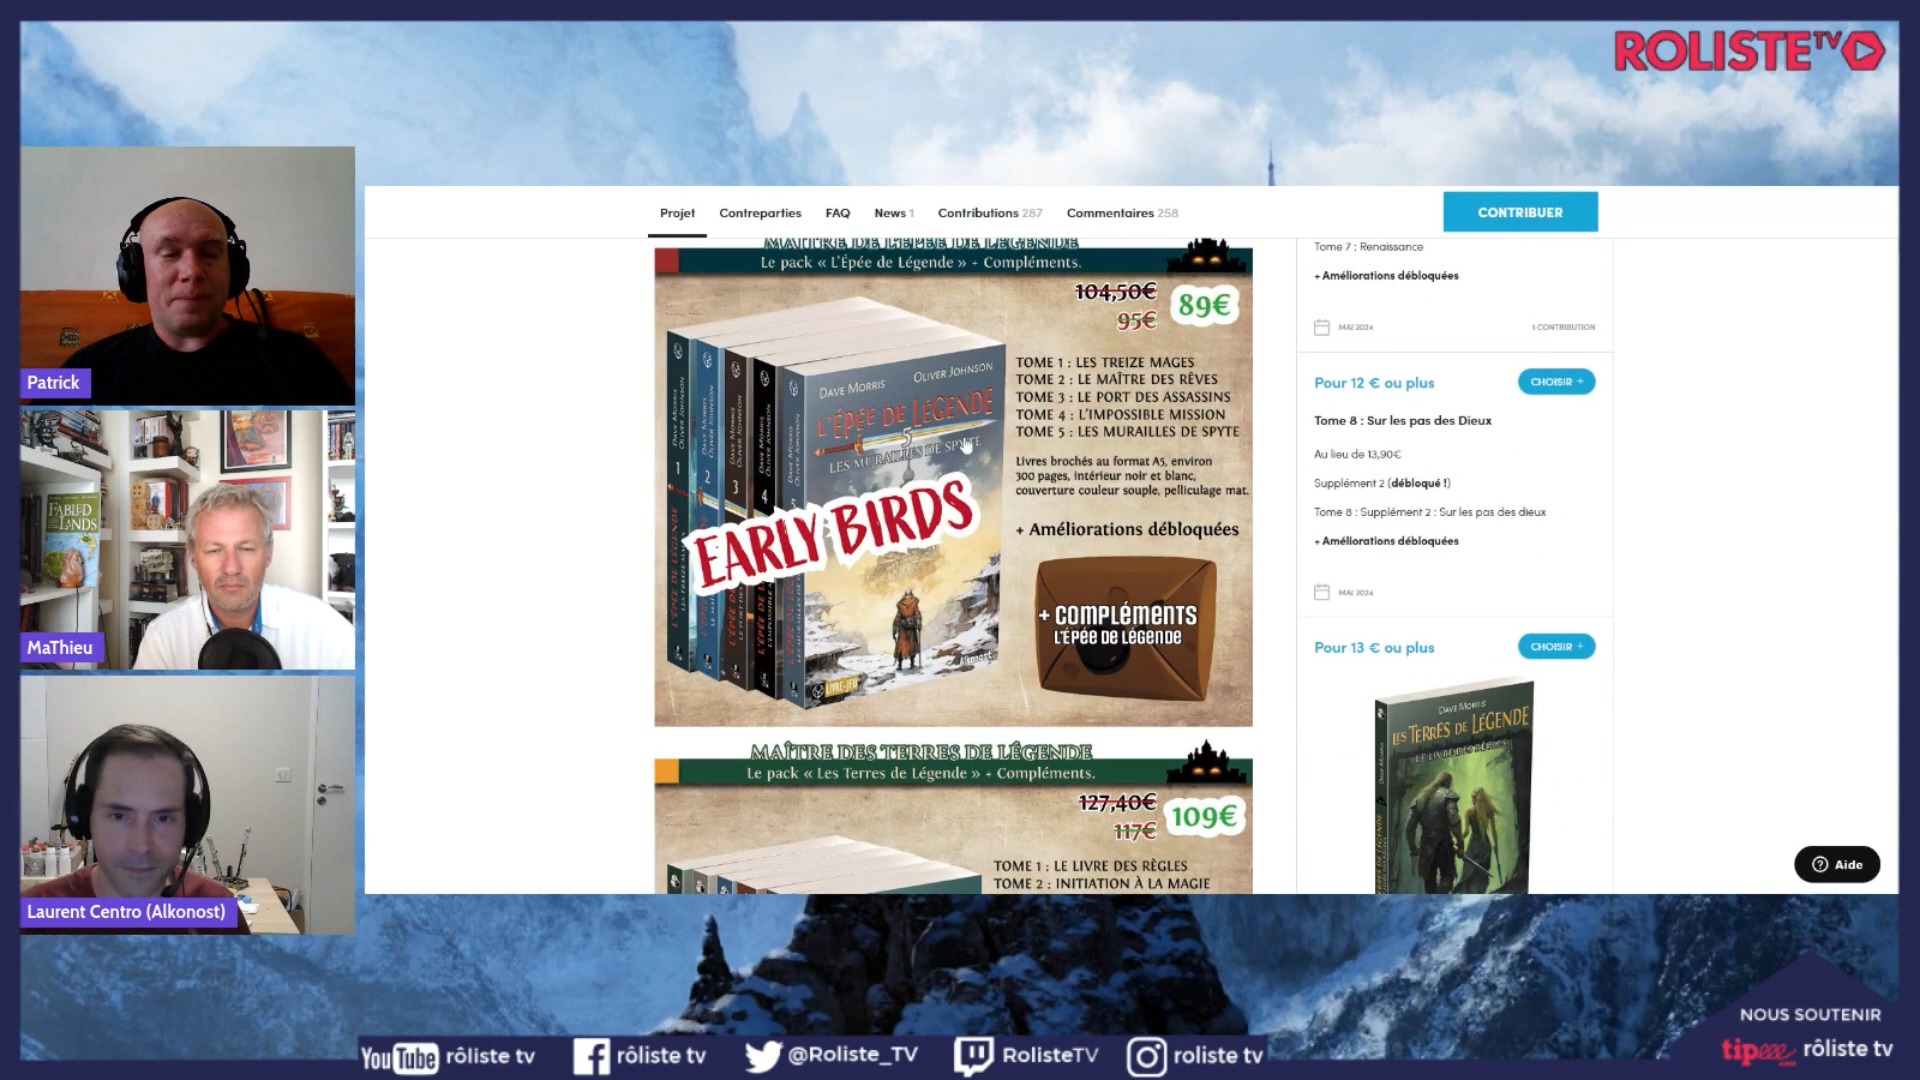 ROLISTE TV
Patrick
FABLED
LANDS
MaThieu
Laurent Centro (Alkonost)
Projet
Contreparties
FAQ
News 1
Contributions 287
Commentaires 258
CONTRIBUER
MAÎTRE DE L'ÉPÉE DE LÉGENDE
Le pack « L'Épée de Légende » + Compléments.
104,50€
95€
89€
TOME 1 : LES TREIZE MAGES
TOME 2 : LE MAÎTRE DES RÊVES
TOME 3 : LE PORT DES ASSASSINS
TOME 4 : L'IMPOSSIBLE MISSION
TOME 5 : LES MURAILLES DE SPYTE
Livres brochés au format A5, environ
300 pages, intérieur noir et blanc,
couverture couleur souple, pelliculage mat.
+ Améliorations débloquées
+ COMPLÉMENTS
L'ÉPÉE DE LÉGENDE
DAVE MORRIS
OLIVER JOHNSON
L'ÉPÉE DE LÉGENDE
5
LES MURAILLES DE SPYTE
1
2
3
4
EARLY BIRDS
Alkonost
LIVRE-JEU
MAÎTRE DES TERRES DE LÉGENDE
Le pack « Les Terres de Légende » + Compléments.
127,40€
117€
109€
TOME 1 : LE LIVRE DES RÈGLES
TOME 2 : INITIATION À LA MAGIE
Tome 7 : Renaissance
+ Améliorations débloquées
MAI 2024
1 CONTRIBUTION
Pour 12 € ou plus
CHOISIR +
Tome 8 : Sur les pas des Dieux
Au lieu de 13,90€
Supplément 2 (débloqué !)
Tome 8 : Supplément 2 : Sur les pas des dieux
+ Améliorations débloquées
MAI 2024
Pour 13 € ou plus
CHOISIR +
DAVE MORRIS
LES TERRES DE LÉGENDE
LE LIVRE DES RÈGLES
Aide
YouTube rôliste tv
rôliste tv
@Roliste_TV
RolisteTV
roliste tv
NOUS SOUTENIR
tipeee rôliste tv